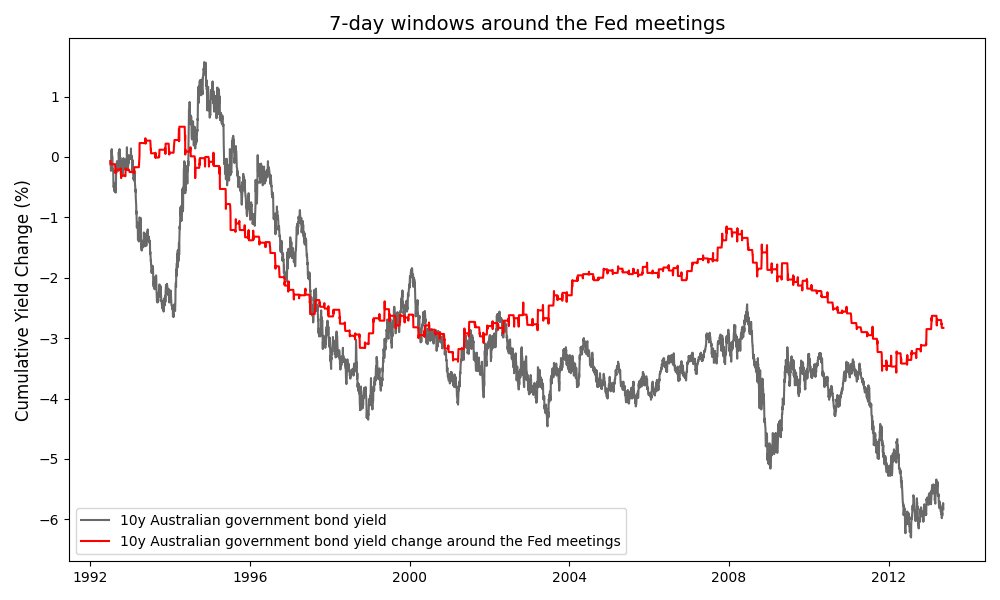 7-day windows around the Fed meetings
Cumulative Yield Change (%)
1
0
−1
−2
−3
−4
−5
−6
10y Australian government bond yield
10y Australian government bond yield change around the Fed meetings
1992 1996 2000 2004 2008 2012